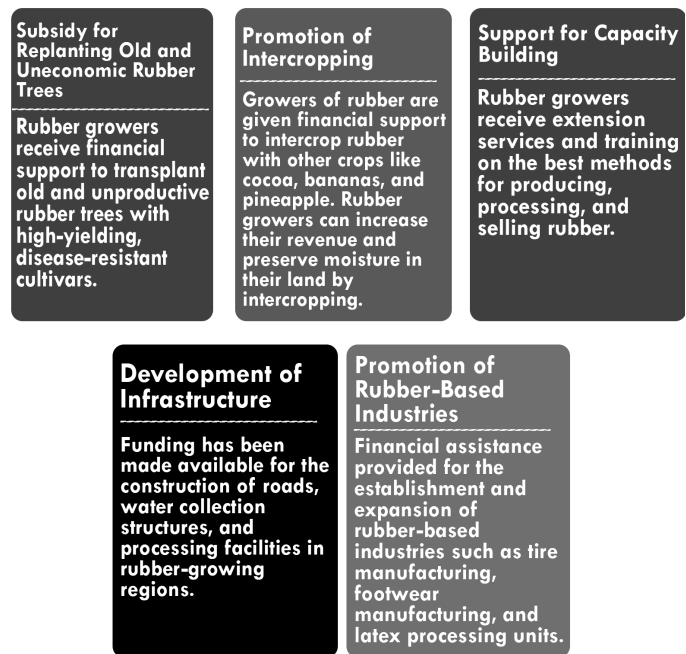 Subsidy for
Replanting Old and
Uneconomic Rubber
Trees
Rubber growers
receive financial
support to transplant
old and unproductive
rubber trees with
high-yielding,
disease-resistant
cultivars.
Promotion of
Intercropping
Growers of rubber are
given financial support
to intercrop rubber
with other crops like
cocoa, bananas, and
pineapple. Rubber
growers can increase
their revenue and
preserve moisture in
their land by
intercropping.
Support for Capacity
Building
Rubber growers
receive extension
services and training
on the best methods
for producing,
processing, and
selling rubber.
Development of
Infrastructure
Funding has been
made available for the
construction of roads,
water collection
structures, and
processing facilities in
rubber-growing
regions.
Promotion of
Rubber-Based
Industries
Financial assistance
provided for the
establishment and
expansion of
rubber-based
industries such as tire
manufacturing,
footwear
manufacturing, and
latex processing units.